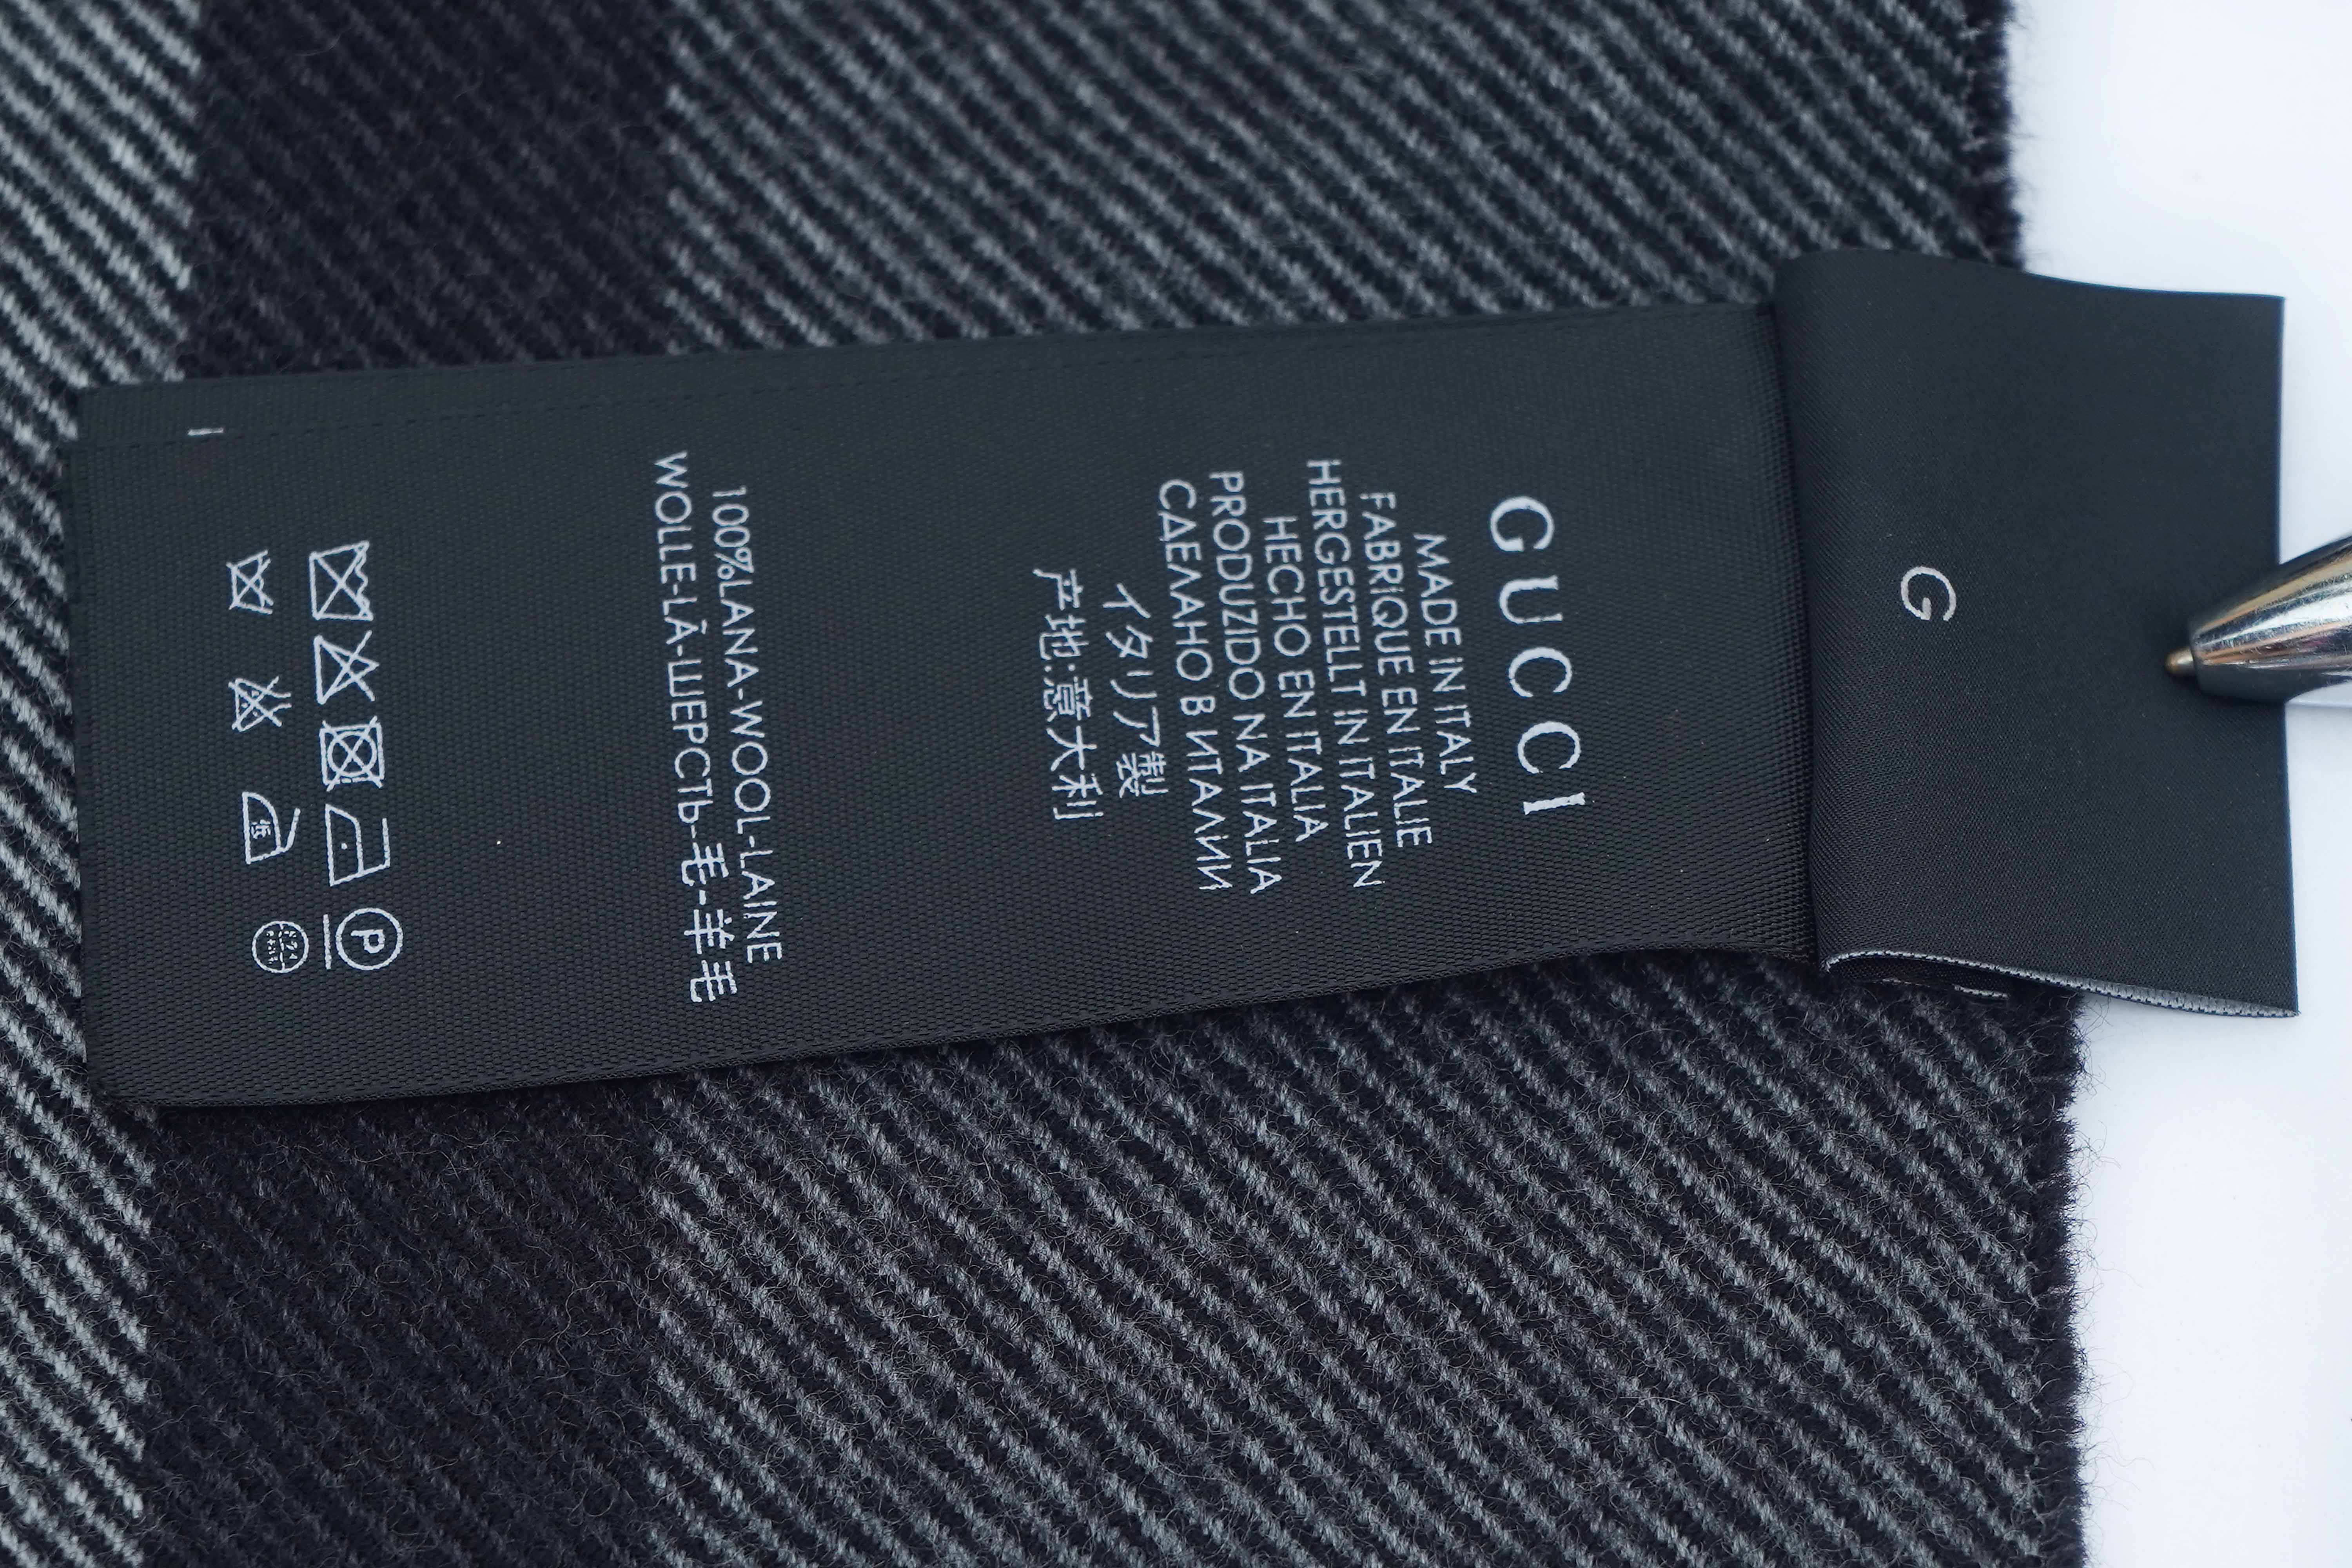 G
GUCCI
MADE IN ITALY
FABRIQUE EN ITALIE
HERGESTELLT IN ITALIEN
HECHO EN ITALIA
PRODUZIDO NA ITALIA
СДЕЛАНО В ИТАЛИИ
イタリア製
产地:意大利
100%LANA-WOOL-LAINE
WOLLE-LÃ-ШЕРСТЬ-毛-羊毛
P
低